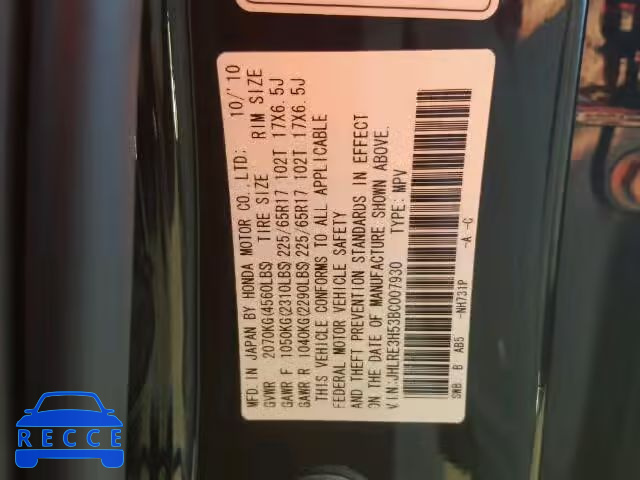 MFD. IN JAPAN BY HONDA MOTOR CO., LTD. 10/'10
GVWR 2070KG(4560LBS) TIRE SIZE RIM SIZE
GAWR F 1050KG(2310LBS) 225/65R17 102T 17X6.5J
GAWR R 1040KG(2290LBS) 225/65R17 102T 17X6.5J
THIS VEHICLE CONFORMS TO ALL APPLICABLE
FEDERAL MOTOR VEHICLE SAFETY
AND THEFT PREVENTION STANDARDS IN EFFECT
ON THE DATE OF MANUFACTURE SHOWN ABOVE.
VIN:JHLRE3H53BC007930 TYPE: MPV
SWB B AB5 -NH731P -A -C
RECCE